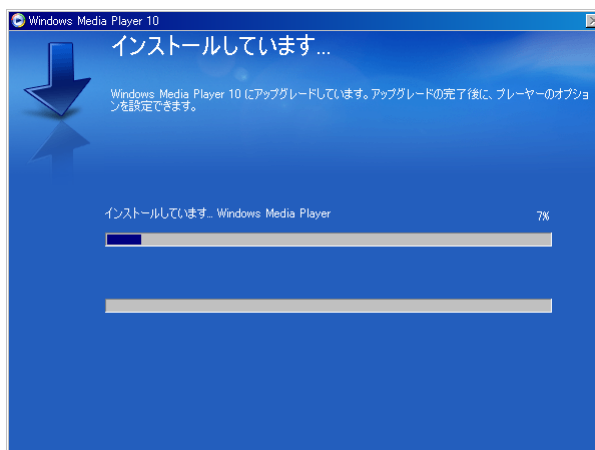 Windows Media Player 10
インストールしています...
Windows Media Player 10 にアップグレードしています。アップグレードの完了後に、プレーヤーのオプショ
ンを設定できます。
インストールしています... Windows Media Player
7%